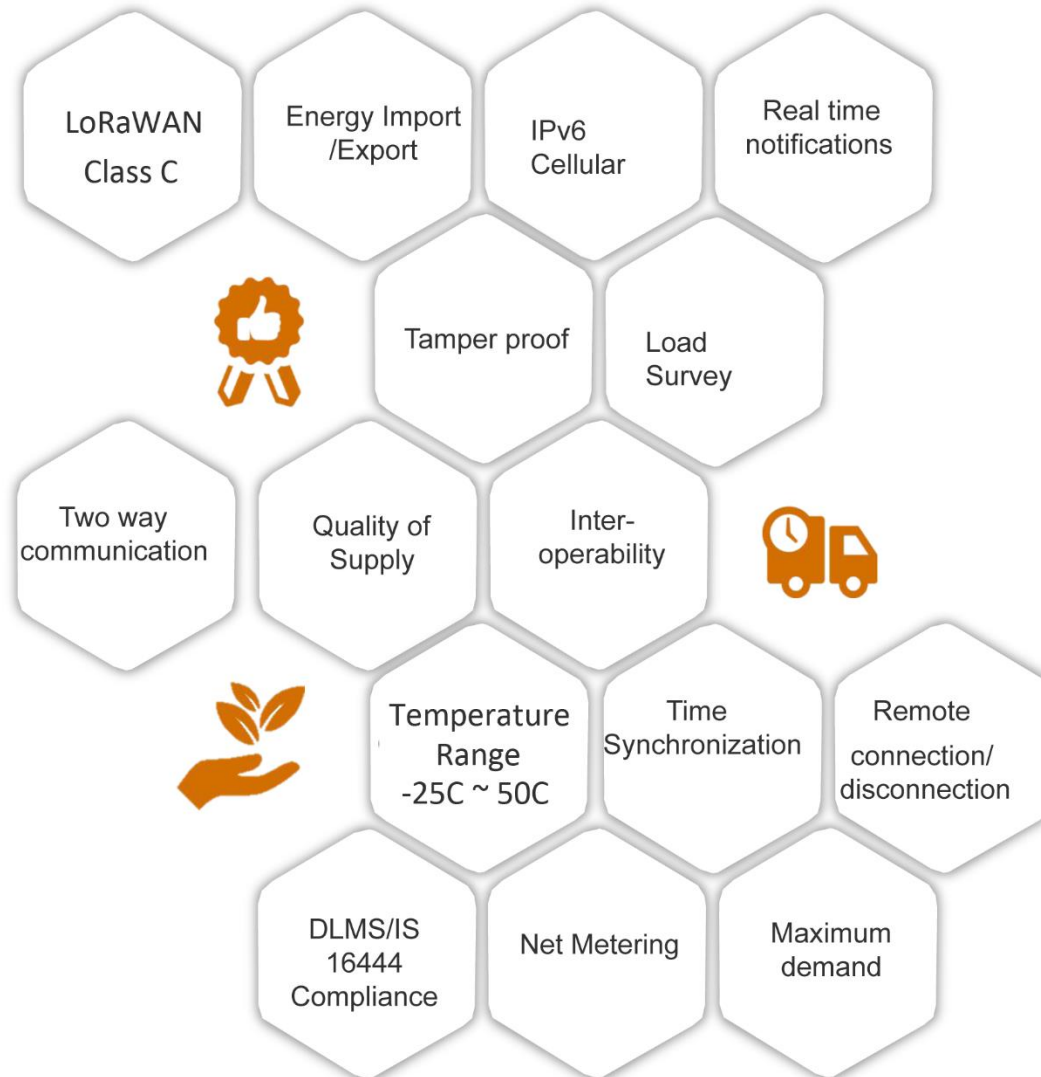 LoRaWAN
Class C
Energy Import
/Export
IPv6
Cellular
Real time
notifications
Tamper proof
Load
Survey
Two way
communication
Quality of
Supply
Inter-
operability
Temperature
Range
-25C ~ 50C
Time
Synchronization
Remote
connection/
disconnection
DLMS/IS
16444
Compliance
Net Metering
Maximum
demand